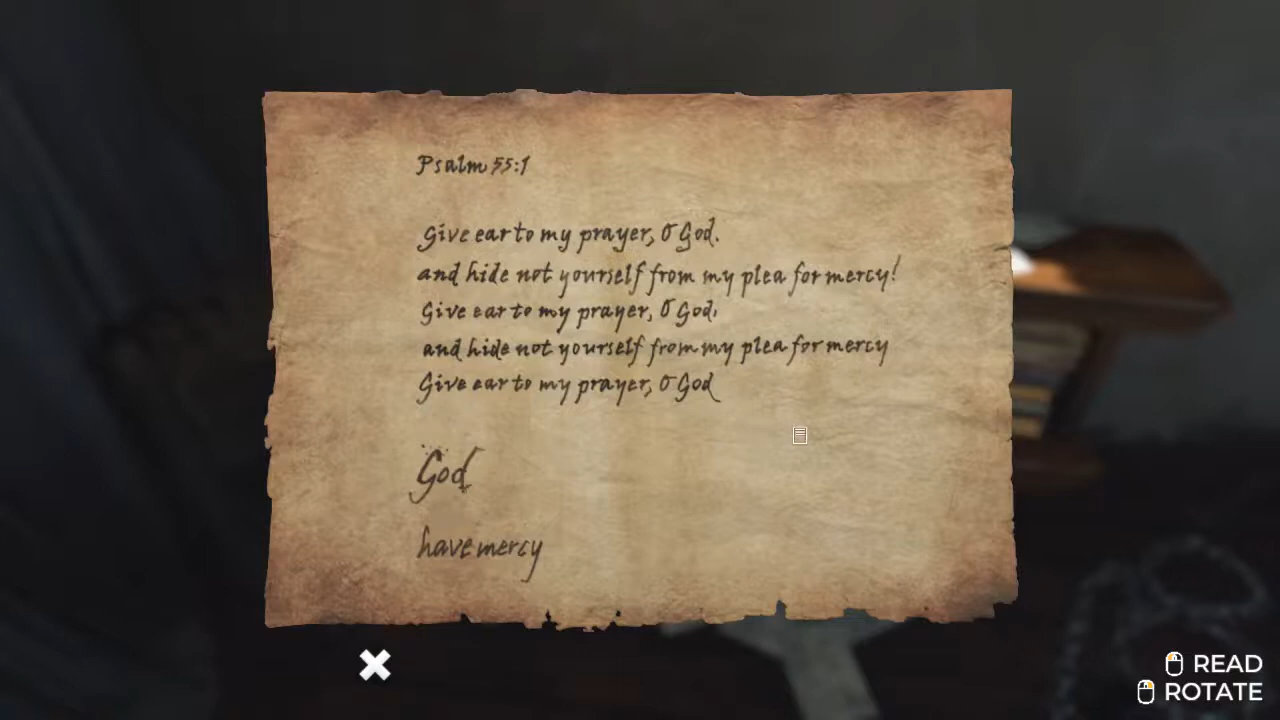 Psalm 55:1
Give ear to my prayer, O God.
and hide not yourself from my plea for mercy!
Give ear to my prayer, O God,
and hide not yourself from my plea for mercy
Give ear to my prayer, O God
God
have mercy
READ
ROTATE